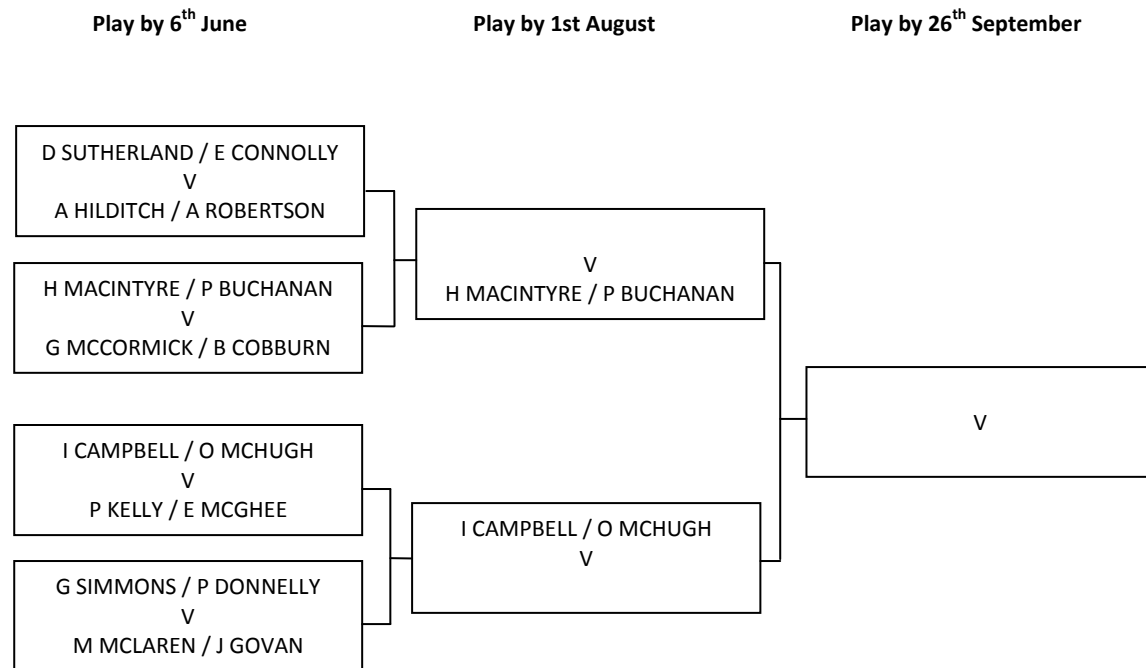 Play by 6th June
Play by 1st August
Play by 26th September
D SUTHERLAND / E CONNOLLY
V
A HILDITCH / A ROBERTSON
H MACINTYRE / P BUCHANAN
V
G MCCORMICK / B COBBURN
I CAMPBELL / O MCHUGH
V
P KELLY / E MCGHEE
G SIMMONS / P DONNELLY
V
M MCLAREN / J GOVAN
V
H MACINTYRE / P BUCHANAN
I CAMPBELL / O MCHUGH
V
V